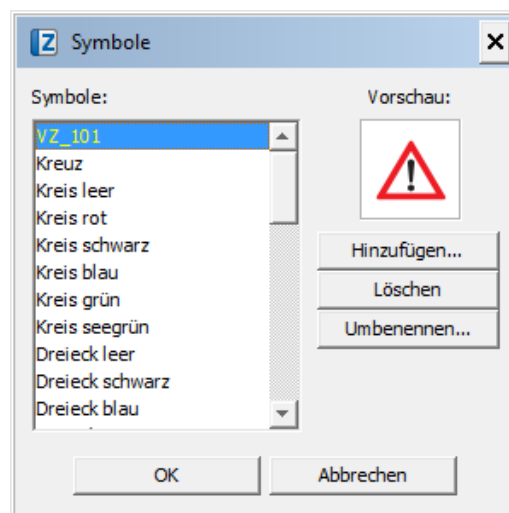 Z Symbole
Symbole:
Vorschau:
VZ_101
Kreuz
Kreis leer
Kreis rot
Kreis schwarz
Kreis blau
Kreis grün
Kreis seegrün
Dreieck leer
Dreieck schwarz
Dreieck blau
Hinzufügen...
Löschen
Umbenennen...
OK
Abbrechen